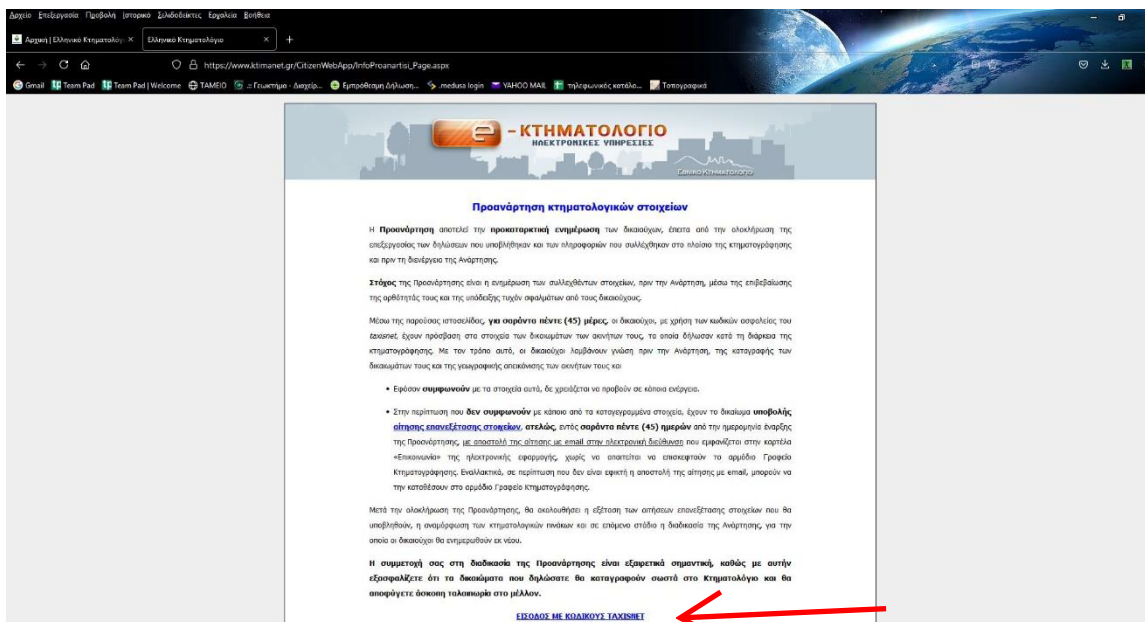 Αρχείο Επεξεργασία Προβολή Ιστορικό Σελιδοδείκτες Εργαλεία Βοήθεια
Αρχική | Ελληνικό Κτηματολόγ × Ελληνικό Κτηματολόγιο × +
https://www.ktimanet.gr/CitizenWebApp/InfoProanartisi_Page.aspx
Gmail Team Pad Team Pad | Welcome ΤΑΜΕΙΟ .:: Γεωκτήμο - Διαχείρ... Εμπρόθεσμη Δήλωση... .medusa login YAHOO MAIL τηλεφωνικός κατάλο... Τοπογραφικά
e - ΚΤΗΜΑΤΟΛΟΓΙΟ
ΗΛΕΚΤΡΟΝΙΚΕΣ ΥΠΗΡΕΣΙΕΣ
Εθνικό Κτηματολόγιο
Προανάρτηση κτηματολογικών στοιχείων
Η Προανάρτηση αποτελεί την προκαταρκτική ενημέρωση των δικαιούχων, έπειτα από την ολοκλήρωση της
επεξεργασίας των δηλώσεων που υποβλήθηκαν και των πληροφοριών που συλλέχθηκαν στο πλαίσιο της κτηματογράφησης
και πριν τη διενέργεια της Ανάρτησης.
Στόχος της Προανάρτησης είναι η ενημέρωση των συλλεχθέντων στοιχείων, πριν την Ανάρτηση, μέσω της επιβεβαίωσης
της ορθότητάς τους και της υπόδειξης τυχόν σφαλμάτων από τους δικαιούχους.
Μέσω της παρούσας ιστοσελίδας, για σαράντα πέντε (45) μέρες, οι δικαιούχοι, με χρήση των κωδικών ασφαλείας του
taxisnet, έχουν πρόσβαση στα στοιχεία των δικαιωμάτων των ακινήτων τους, τα οποία δήλωσαν κατά τη διάρκεια της
κτηματογράφησης. Με τον τρόπο αυτό, οι δικαιούχοι λαμβάνουν γνώση πριν την Ανάρτηση, της καταγραφής των
δικαιωμάτων τους και της γεωγραφικής απεικόνισης των ακινήτων τους και
• Εφόσον συμφωνούν με τα στοιχεία αυτά, δε χρειάζεται να προβούν σε κάποια ενέργεια.
• Στην περίπτωση που δεν συμφωνούν με κάποιο από τα καταγεγραμμένα στοιχεία, έχουν το δικαίωμα υποβολής
αίτησης επανεξέτασης στοιχείων, ατελώς, εντός σαράντα πέντε (45) ημερών από την ημερομηνία έναρξης
της Προανάρτησης, με αποστολή της αίτησης με email στην ηλεκτρονική διεύθυνση που εμφανίζεται στην καρτέλα
«Επικοινωνία» της ηλεκτρονικής εφαρμογής, χωρίς να απαιτείται να επισκεφτούν το αρμόδιο Γραφείο
Κτηματογράφησης. Εναλλακτικά, σε περίπτωση που δεν είναι εφικτή η αποστολή της αίτησης με email, μπορούν να
την καταθέσουν στο αρμόδιο Γραφείο Κτηματογράφησης.
Μετά την ολοκλήρωση της Προανάρτησης, θα ακολουθήσει η εξέταση των αιτήσεων επανεξέτασης στοιχείων που θα
υποβληθούν, η αναμόρφωση των κτηματολογικών πινάκων και σε επόμενο στάδιο η διαδικασία της Ανάρτησης, για την
οποία οι δικαιούχοι θα ενημερωθούν εκ νέου.
Η συμμετοχή σας στη διαδικασία της Προανάρτησης είναι εξαιρετικά σημαντική, καθώς με αυτήν
εξασφαλίζετε ότι τα δικαιώματα που δηλώσατε θα καταγραφούν σωστά στο Κτηματολόγιο και θα
αποφύγετε άσκοπη ταλαιπωρία στο μέλλον.
ΕΙΣΟΔΟΣ ΜΕ ΚΩΔΙΚΟΥΣ TAXISNET